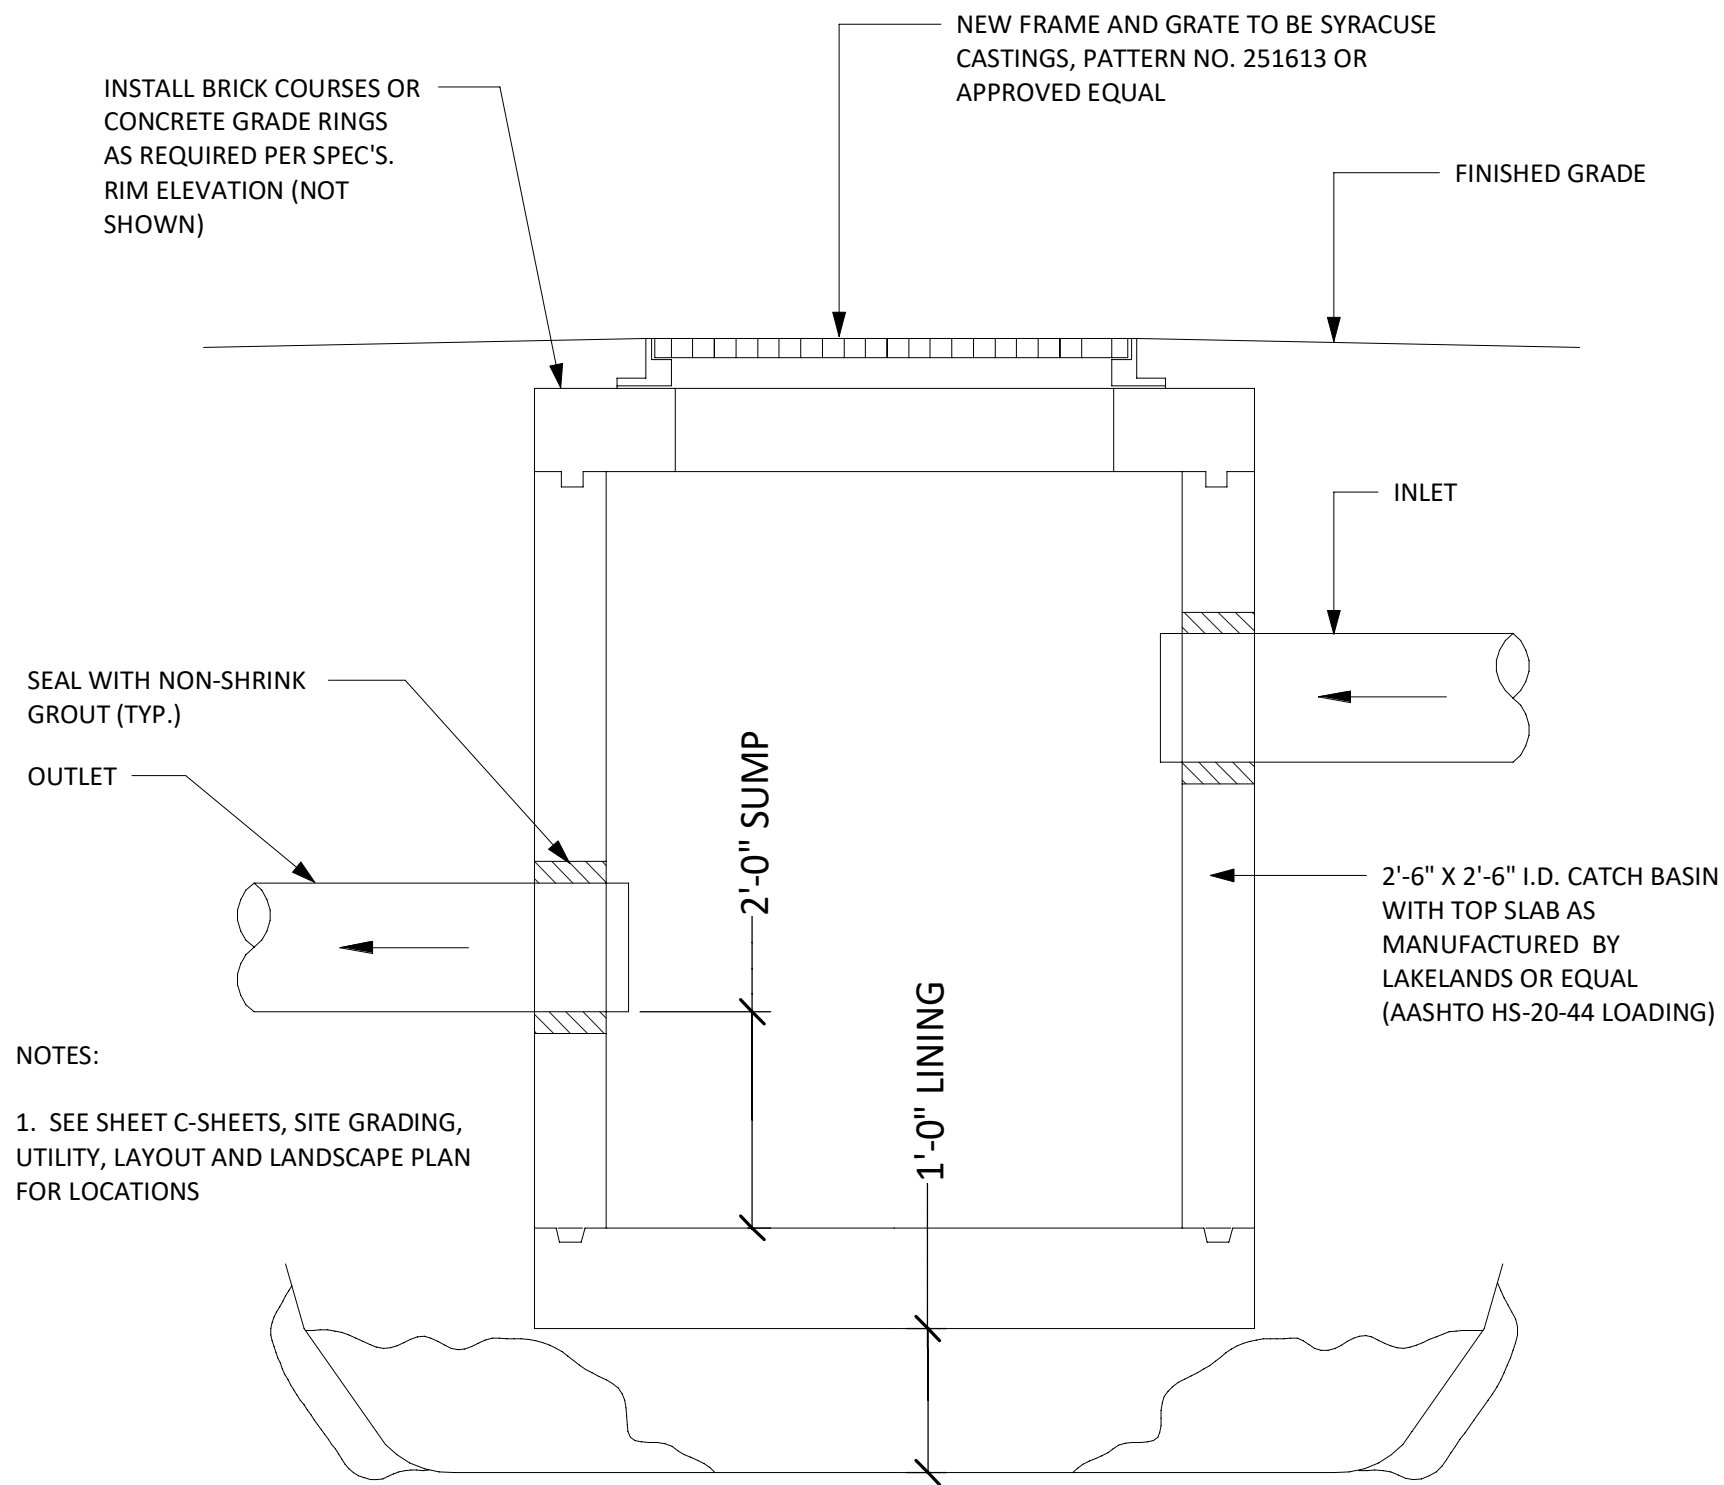 NEW FRAME AND GRATE TO BE SYRACUSE
CASTINGS, PATTERN NO. 251613 OR
APPROVED EQUAL
INSTALL BRICK COURSES OR
CONCRETE GRADE RINGS
AS REQUIRED PER SPEC'S.
RIM ELEVATION (NOT
SHOWN)
FINISHED GRADE
INLET
SEAL WITH NON-SHRINK
GROUT (TYP.)
OUTLET
2'-0" SUMP
2'-6" X 2'-6" I.D. CATCH BASIN
WITH TOP SLAB AS
MANUFACTURED BY
LAKELANDS OR EQUAL
(AASHTO HS-20-44 LOADING)
1'-0" LINING
NOTES:
1. SEE SHEET C-SHEETS, SITE GRADING,
UTILITY, LAYOUT AND LANDSCAPE PLAN
FOR LOCATIONS